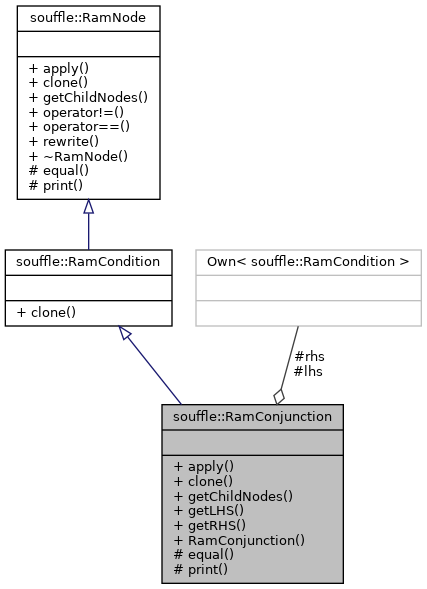 souffle::RamNode
+ apply()
+ clone()
+ getChildNodes()
+ operator!=()
+ operator==()
+ rewrite()
+ ~RamNode()
# equal()
# print()
souffle::RamCondition
+ clone()
Own< souffle::RamCondition >
#rhs
#lhs
souffle::RamConjunction
+ apply()
+ clone()
+ getChildNodes()
+ getLHS()
+ getRHS()
+ RamConjunction()
# equal()
# print()